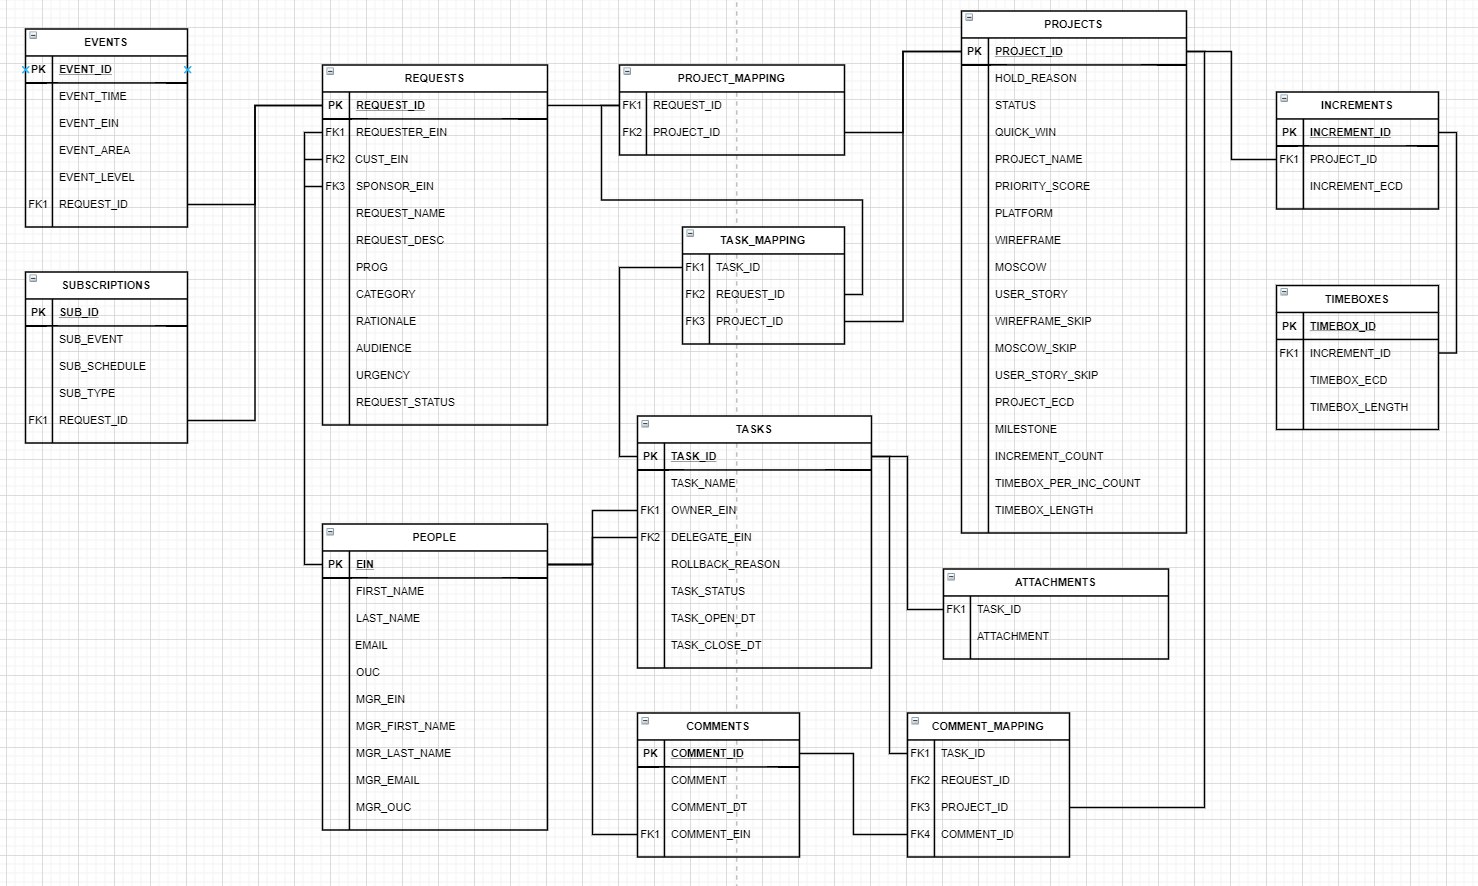 EVENTS
PK EVENT_ID
EVENT_TIME
EVENT_EIN
EVENT_AREA
EVENT_LEVEL
FK1 REQUEST_ID
SUBSCRIPTIONS
PK SUB_ID
SUB_EVENT
SUB_SCHEDULE
SUB_TYPE
FK1 REQUEST_ID
REQUESTS
PK REQUEST_ID
FK1 REQUESTER_EIN
FK2 CUST_EIN
FK3 SPONSOR_EIN
REQUEST_NAME
REQUEST_DESC
PROG
CATEGORY
RATIONALE
AUDIENCE
URGENCY
REQUEST_STATUS
PEOPLE
PK EIN
FIRST_NAME
LAST_NAME
EMAIL
OUC
MGR_EIN
MGR_FIRST_NAME
MGR_LAST_NAME
MGR_EMAIL
MGR_OUC
PROJECT_MAPPING
FK1 REQUEST_ID
FK2 PROJECT_ID
TASK_MAPPING
FK1 TASK_ID
FK2 REQUEST_ID
FK3 PROJECT_ID
TASKS
PK TASK_ID
TASK_NAME
FK1 OWNER_EIN
FK2 DELEGATE_EIN
ROLLBACK_REASON
TASK_STATUS
TASK_OPEN_DT
TASK_CLOSE_DT
COMMENTS
PK COMMENT_ID
COMMENT
COMMENT_DT
FK1 COMMENT_EIN
PROJECTS
PK PROJECT_ID
HOLD_REASON
STATUS
QUICK_WIN
PROJECT_NAME
PRIORITY_SCORE
PLATFORM
WIREFRAME
MOSCOW
USER_STORY
WIREFRAME_SKIP
MOSCOW_SKIP
USER_STORY_SKIP
PROJECT_ECD
MILESTONE
INCREMENT_COUNT
TIMEBOX_PER_INC_COUNT
TIMEBOX_LENGTH
ATTACHMENTS
FK1 TASK_ID
ATTACHMENT
COMMENT_MAPPING
FK1 TASK_ID
FK2 REQUEST_ID
FK3 PROJECT_ID
FK4 COMMENT_ID
INCREMENTS
PK INCREMENT_ID
FK1 PROJECT_ID
INCREMENT_ECD
TIMEBOXES
PK TIMEBOX_ID
FK1 INCREMENT_ID
TIMEBOX_ECD
TIMEBOX_LENGTH